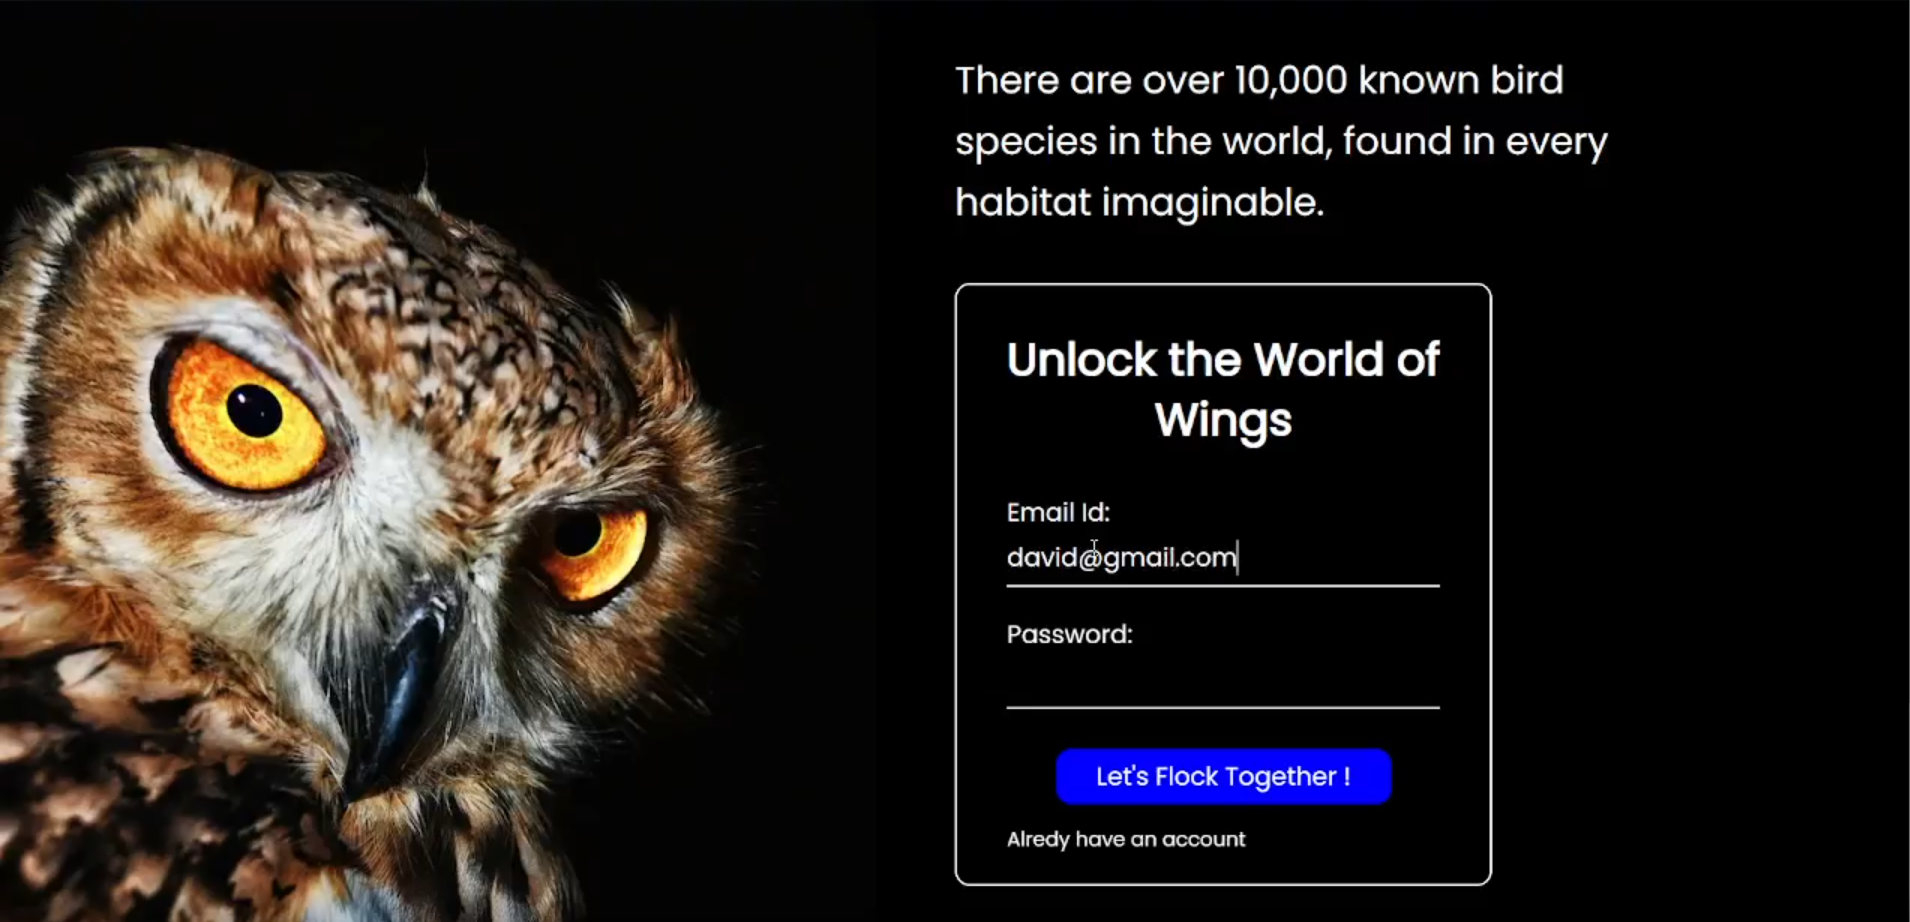 There are over 10,000 known bird
species in the world, found in every
habitat imaginable.
Unlock the World of
Wings
Email Id:
david@gmail.com
Password:
Let's Flock Together !
Alredy have an account